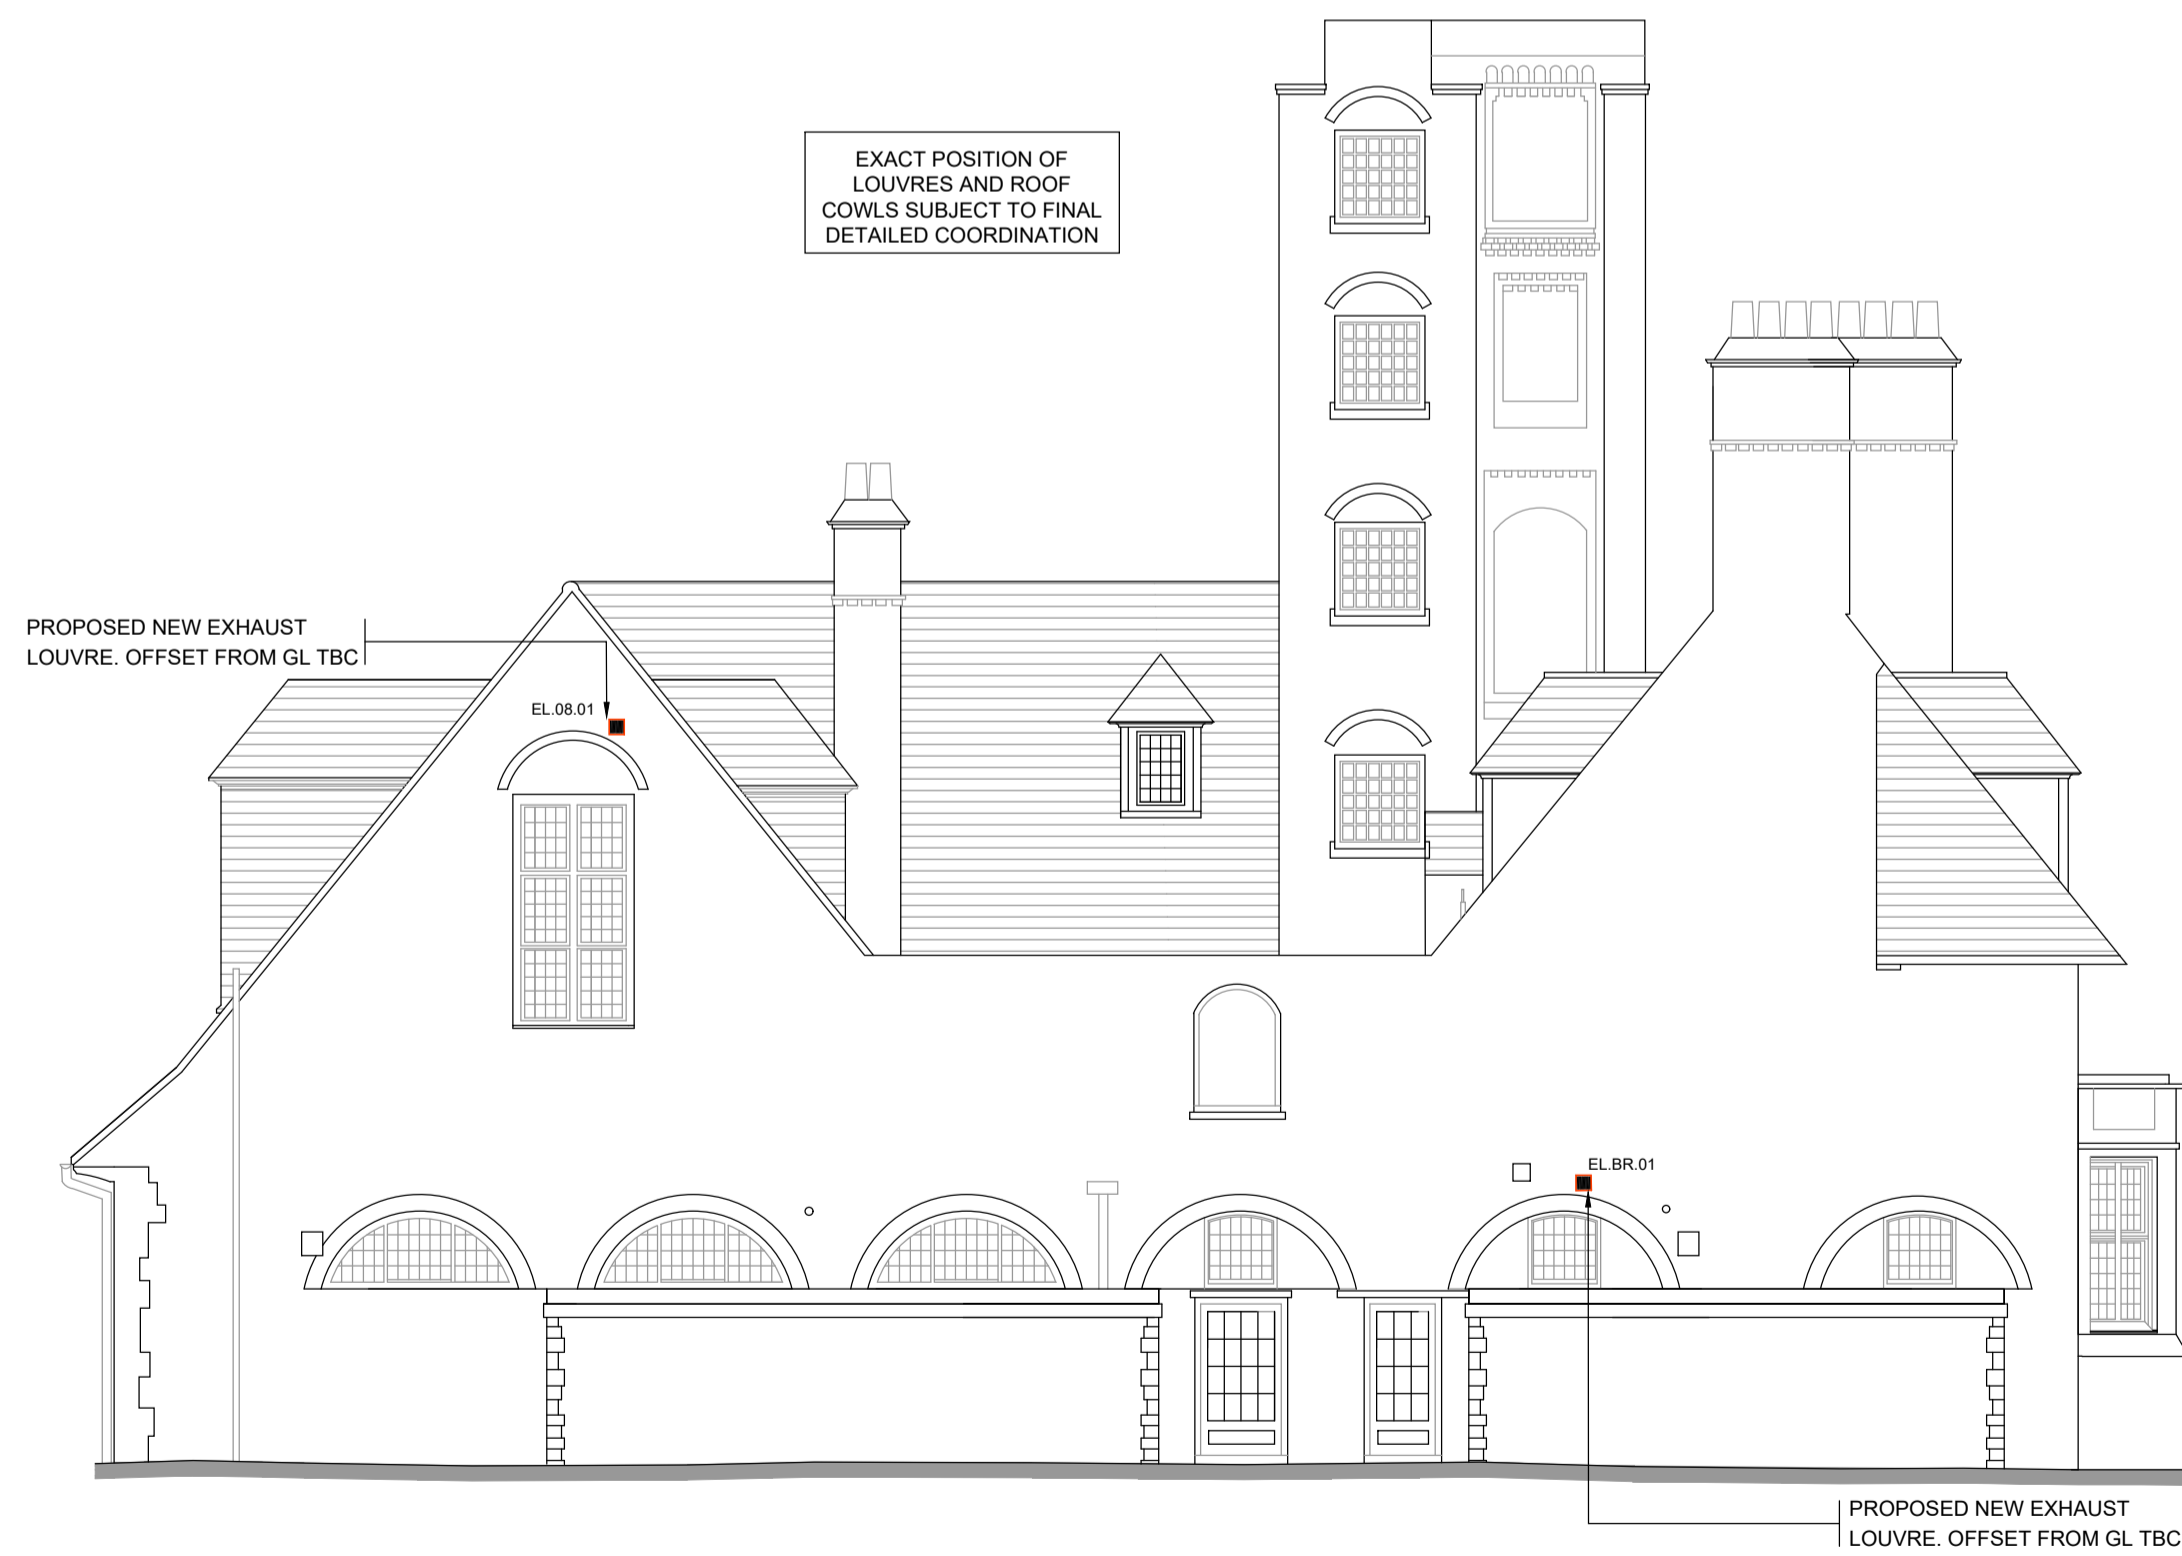 EXACT POSITION OF
LOUVRES AND ROOF
COWLS SUBJECT TO FINAL
DETAILED COORDINATION
PROPOSED NEW EXHAUST
LOUVRE. OFFSET FROM GL TBC
EL.08.01
EL.BR.01
PROPOSED NEW EXHAUST
LOUVRE. OFFSET FROM GL TBC